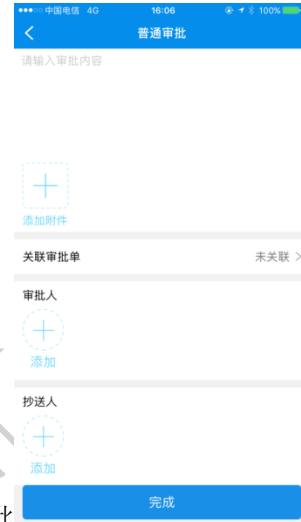 中国电信 4G 16:06 100%
普通审批
请输入审批内容
添加附件
关联审批单 未关联
审批人
添加
抄送人
添加
完成